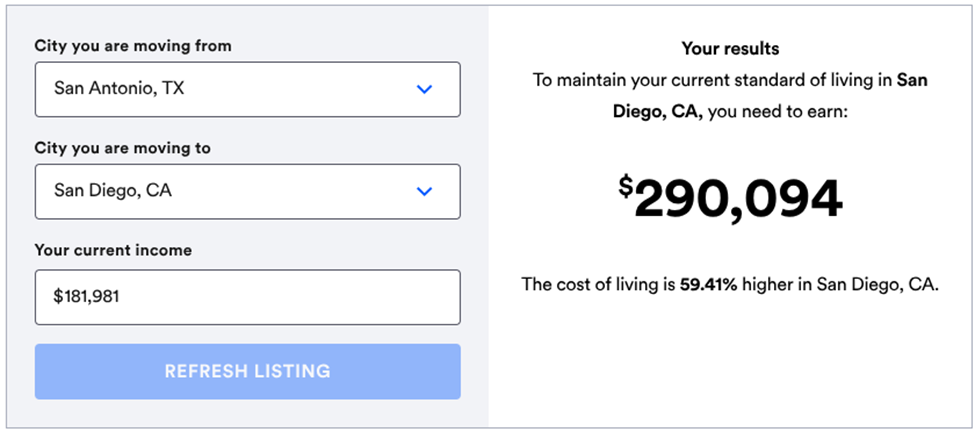 City you are moving from
San Antonio, TX
City you are moving to
San Diego, CA
Your current income
$181,981
REFRESH LISTING
Your results
To maintain your current standard of living in San
Diego, CA, you need to earn:
$290,094
The cost of living is 59.41% higher in San Diego, CA.